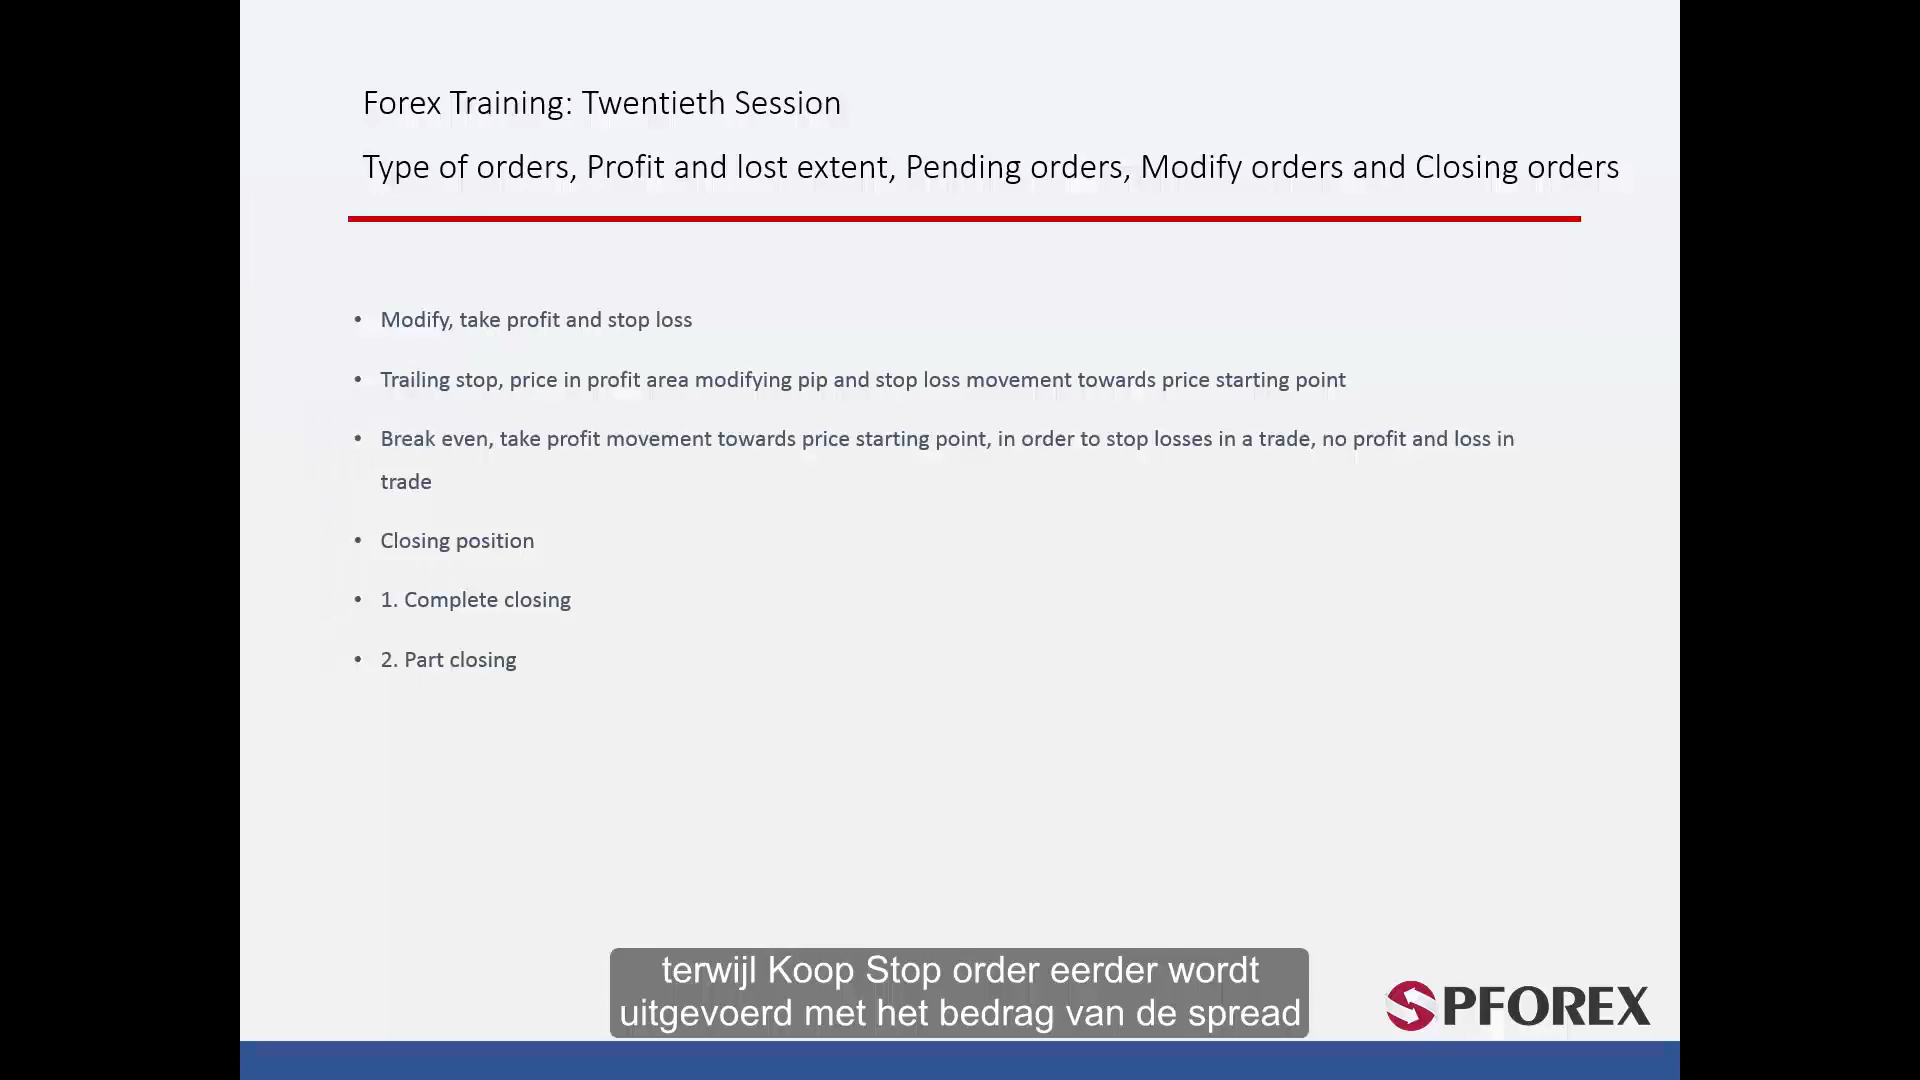 Forex Training: Twentieth Session
Type of orders, Profit and lost extent, Pending orders, Modify orders and Closing orders
• Modify, take profit and stop loss
• Trailing stop, price in profit area modifying pip and stop loss movement towards price starting point
• Break even, take profit movement towards price starting point, in order to stop losses in a trade, no profit and loss in
trade
• Closing position
• 1. Complete closing
• 2. Part closing
terwijl Koop Stop order eerder wordt
uitgevoerd met het bedrag van de spread
PFOREX